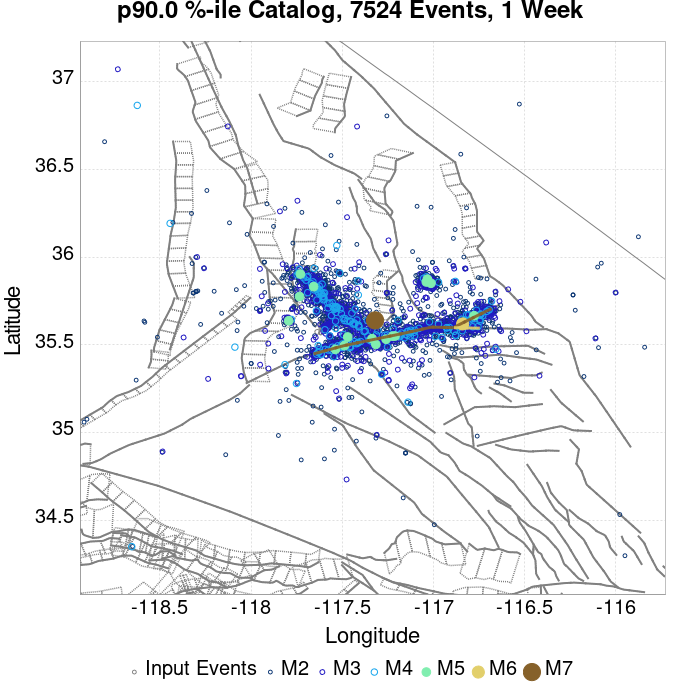 p90.0 %-ile Catalog, 7524 Events, 1 Week
37
36.5
36
35.5
35
34.5
Latitude
-118.5 -118 -117.5 -117 -116.5 -116
Longitude
Input Events M2 M3 M4 M5 M6 M7